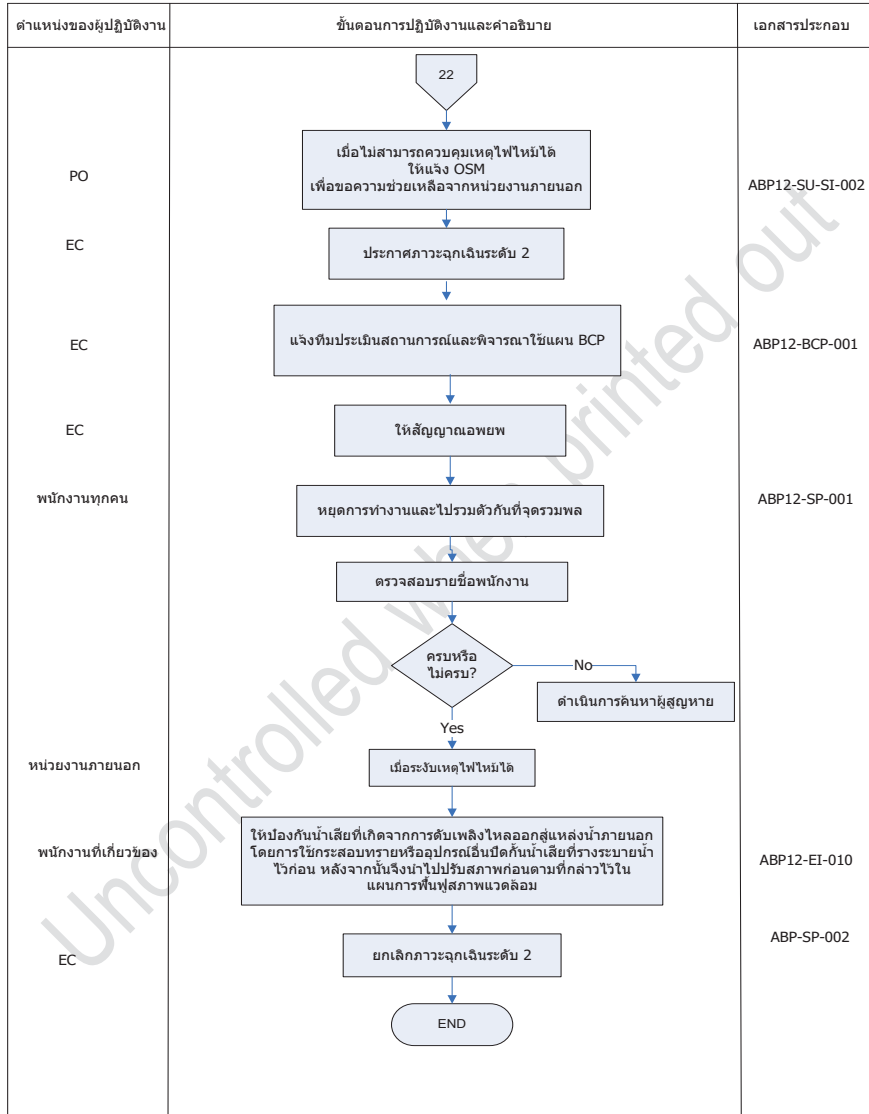 ตำแหน่งของผู้ปฏิบัติงาน
ขั้นตอนการปฏิบัติงานและคำอธิบาย
เอกสารประกอบ
22
PO
เมื่อไม่สามารถควบคุมเหตุไฟไหม้ได้
ให้แจ้ง OSM
เพื่อขอความช่วยเหลือจากหน่วยงานภายนอก
ABP12-SU-SI-002
EC
ประกาศภาวะฉุกเฉินระดับ 2
EC
แจ้งทีมประเมินสถานการณ์และพิจารณาใช้แผน BCP
ABP12-BCP-001
EC
ให้สัญญาณอพยพ
พนักงานทุกคน
หยุดการทำงานและไปรวมตัวกันที่จุดรวมพล
ABP12-SP-001
ตรวจสอบรายชื่อพนักงาน
ครบหรือ
ไม่ครบ?
No
ดำเนินการค้นหาผู้สูญหาย
Yes
หน่วยงานภายนอก
เมื่อระงับเหตุไฟไหม้ได้
พนักงานที่เกี่ยวข้อง
ให้ป้องกันน้ำเสียที่เกิดจากการดับเพลิงไหลออกสู่แหล่งน้ำภายนอก
โดยการใช้กระสอบทรายหรืออุปกรณ์อื่นปิดกั้นน้ำเสียที่รางระบายน้ำ
ไว้ก่อน หลังจากนั้นจึงนำไปปรับสภาพก่อนตามที่กล่าวไว้ใน
แผนการฟื้นฟูสภาพแวดล้อม
ABP12-EI-010
EC
ยกเลิกภาวะฉุกเฉินระดับ 2
ABP-SP-002
END
Uncontrolled when printed out